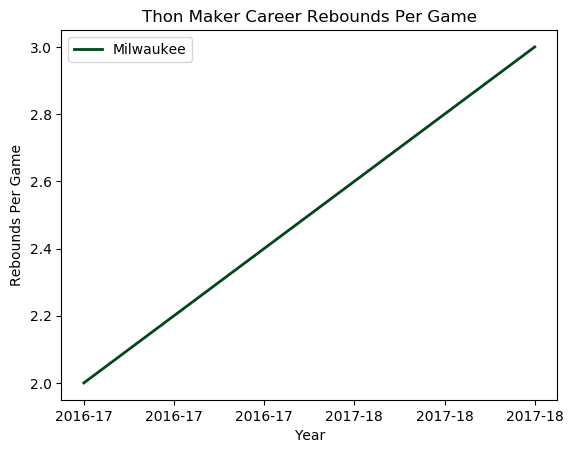 Thon Maker Career Rebounds Per Game
Milwaukee
3.0
2.8
2.6
2.4
2.2
2.0
Rebounds Per Game
2016-17 2016-17 2016-17 2017-18 2017-18 2017-18
Year